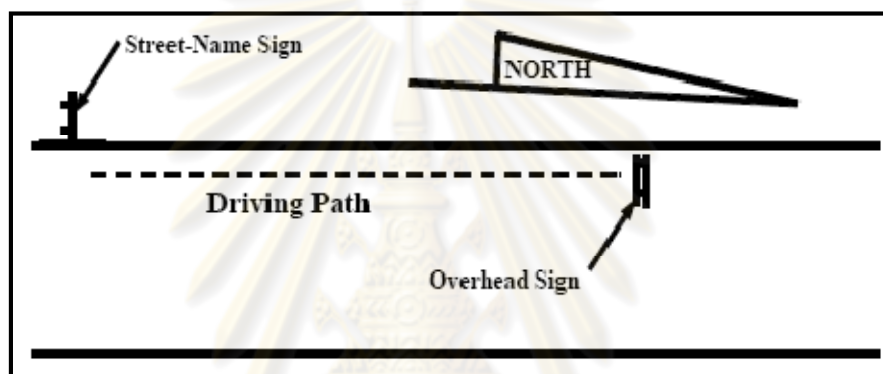 Street-Name Sign
NORTH
Driving Path
Overhead Sign